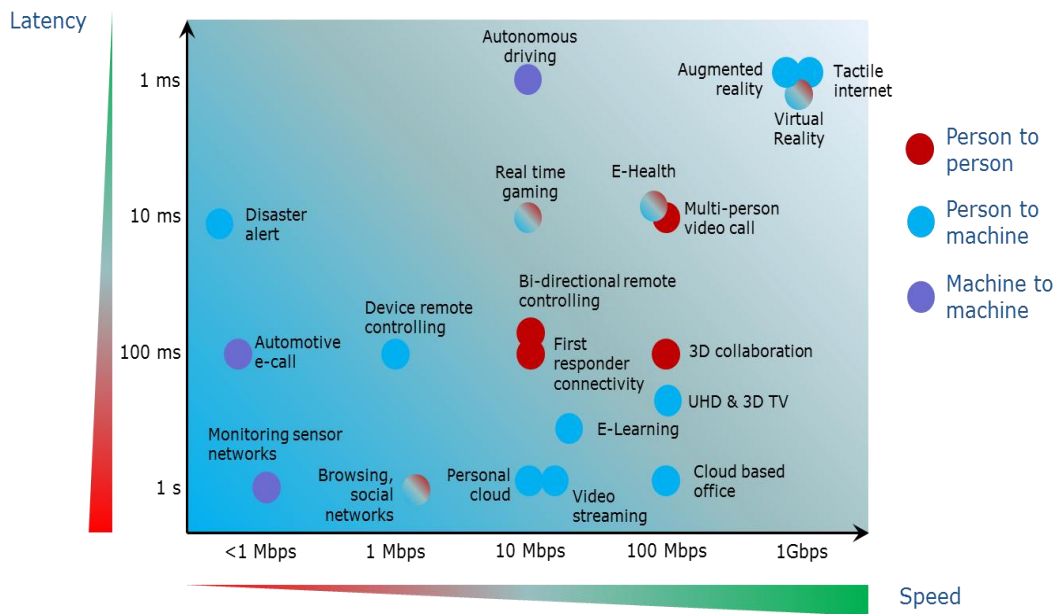 Latency
Autonomous
driving
1 ms
Augmented
reality
Tactile
internet
Virtual
Reality
Person to
person
Real time
gaming
E-Health
10 ms
Disaster
alert
Multi-person
video call
Person to
machine
Bi-directional remote
controlling
Machine to
machine
Device remote
controlling
100 ms
Automotive
e-call
First
responder
connectivity
3D collaboration
UHD & 3D TV
E-Learning
Monitoring sensor
networks
1 s
Browsing,
social
networks
Personal
cloud
Video
streaming
Cloud based
office
<1 Mbps
1 Mbps
10 Mbps
100 Mbps
1Gbps
Speed